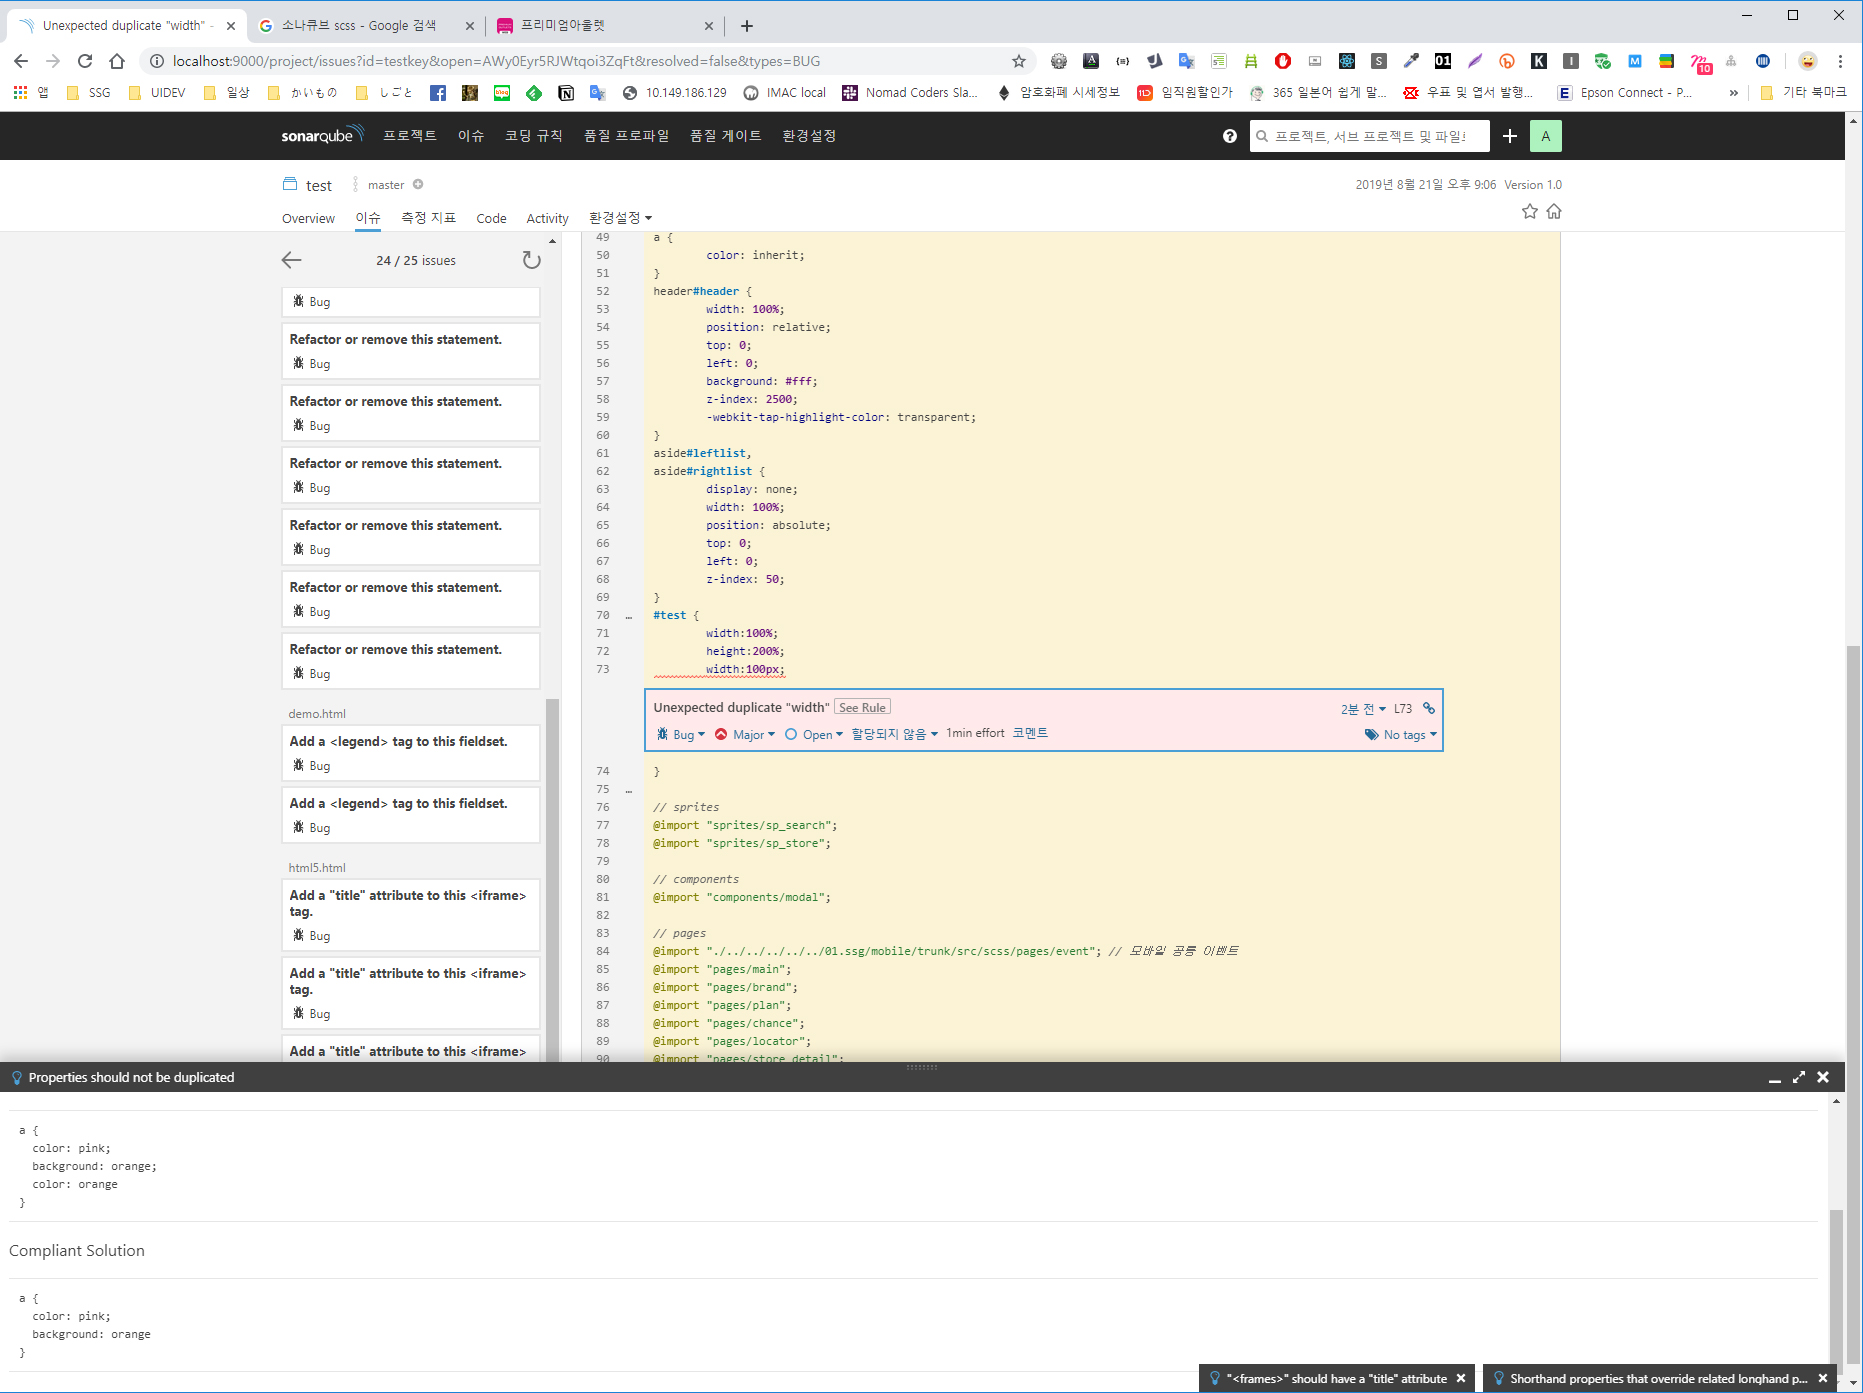 Unexpected duplicate "width" -
소나큐브 scss - Google 검색
프리미엄아울렛
localhost:9000/project/issues?id=testkey&open=AWy0Eyr5RJWtqoi3ZqFt&resolved=false&types=BUG
앱 SSG UIDEV 일상 かいもの しごと 10.149.186.129 IMAC local Nomad Coders Sla... 암호화폐 시세정보 임직원할인가 365 일본어 쉽게 말... 우표 및 엽서 발행... Epson Connect - P... » 기타 북마크
sonarqube 프로젝트 이슈 코딩 규칙 품질 프로파일 품질 게이트 환경설정 프로젝트, 서브 프로젝트 및 파일 A
test master 2019년 8월 21일 오후 9:06 Version 1.0
Overview 이슈 측정 지표 Code Activity 환경설정
24 / 25 issues
Bug
Refactor or remove this statement.
Bug
Refactor or remove this statement.
Bug
Refactor or remove this statement.
Bug
Refactor or remove this statement.
Bug
Refactor or remove this statement.
Bug
Refactor or remove this statement.
Bug
demo.html
Add a <legend> tag to this fieldset.
Bug
Add a <legend> tag to this fieldset.
Bug
html5.html
Add a "title" attribute to this <iframe>
tag.
Bug
Add a "title" attribute to this <iframe>
tag.
Bug
Add a "title" attribute to this <iframe>
49 a {
50 color: inherit;
51 }
52 header#header {
53 width: 100%;
54 position: relative;
55 top: 0;
56 left: 0;
57 background: #fff;
58 z-index: 2500;
59 -webkit-tap-highlight-color: transparent;
60 }
61 aside#leftlist,
62 aside#rightlist {
63 display: none;
64 width: 100%;
65 position: absolute;
66 top: 0;
67 left: 0;
68 z-index: 50;
69 }
70 … #test {
71 width:100%;
72 height:200%;
73 width:100px;
Unexpected duplicate "width" See Rule 2분 전 L73
Bug Major Open 할당되지 않음 1min effort 코멘트 No tags
74 }
75 …
76 // sprites
77 @import "sprites/sp_search";
78 @import "sprites/sp_store";
79
80 // components
81 @import "components/modal";
82
83 // pages
84 @import "./../../../../../01.ssg/mobile/trunk/src/scss/pages/event"; // 모바일 공통 이벤트
85 @import "pages/main";
86 @import "pages/brand";
87 @import "pages/plan";
88 @import "pages/chance";
89 @import "pages/locator";
90 @import "pages/store_detail";
Properties should not be duplicated
a {
color: pink;
background: orange;
color: orange
}
Compliant Solution
a {
color: pink;
background: orange
}
"<frames>" should have a "title" attribute
Shorthand properties that override related longhand p...